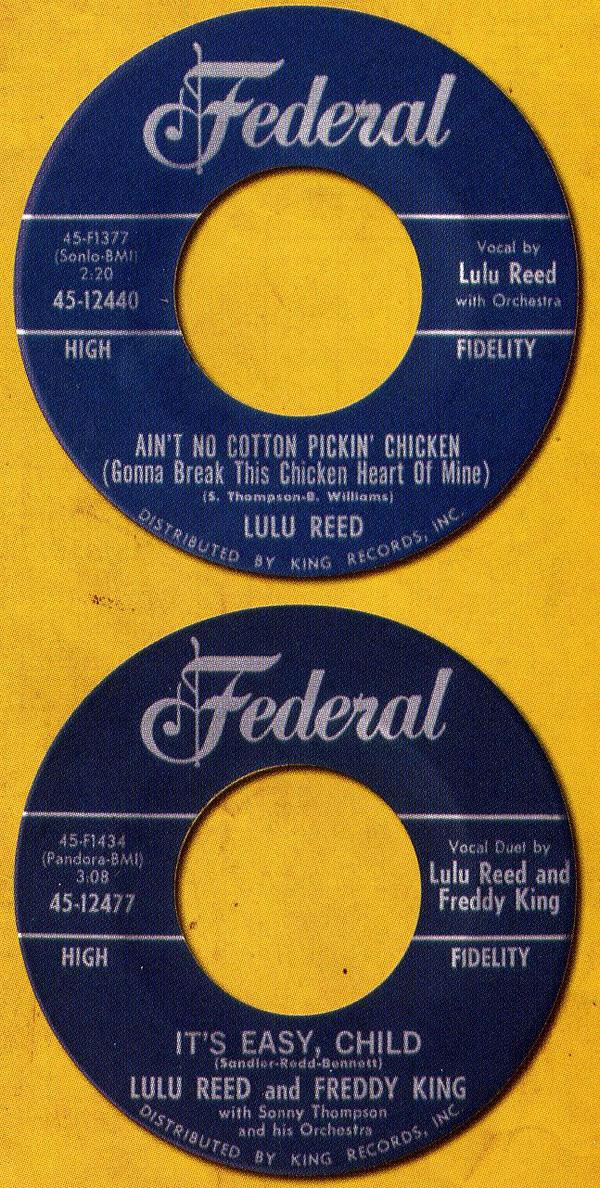 Federal
45-F1377
(Sonlo-BMI)
2:20
45-12440
Vocal by
Lulu Reed
with Orchestra
HIGH
FIDELITY
AIN'T NO COTTON PICKIN' CHICKEN
(Gonna Break This Chicken Heart Of Mine)
(S. Thompson-B. Williams)
LULU REED
DISTRIBUTED BY KING RECORDS, INC.
Federal
45-F1434
(Pandora-BMI)
3:08
45-12477
Vocal Duet by
Lulu Reed and
Freddy King
HIGH
FIDELITY
IT'S EASY, CHILD
(Sandler-Redd-Bennett)
LULU REED and FREDDY KING
with Sonny Thompson
and his Orchestra
DISTRIBUTED BY KING RECORDS, INC.